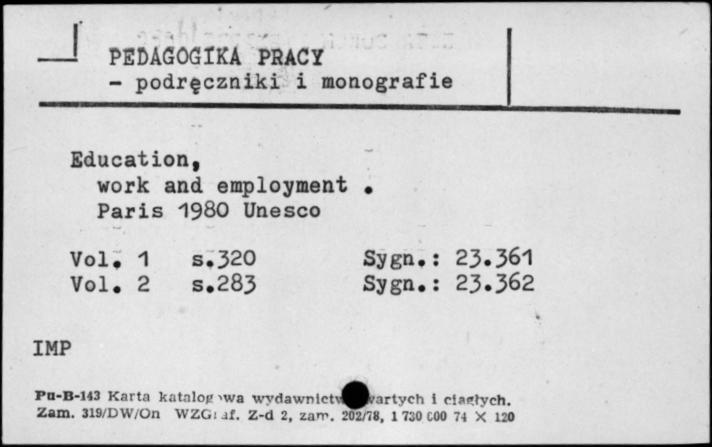 PEDAGOGIKA PRACY
- podręczniki i monografie
Education,
work and employment .
Paris 1980 Unesco
Vol. 1 s.320 Sygn.: 23.361
Vol. 2 s.283 Sygn.: 23.362
IMP
Pu-B-143 Karta katalogowa wydawnictw zwartych i ciągłych.
Zam. 319/DW/On WZGraf. Z-d 2, zam. 202/78, 1 730 000 74 X 120